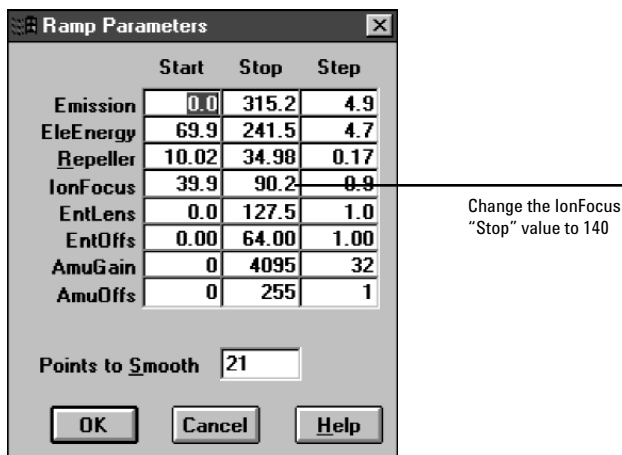 Ramp Parameters
Start Stop Step
Emission 0.0 315.2 4.9
EleEnergy 69.9 241.5 4.7
Repeller 10.02 34.98 0.17
IonFocus 39.9 90.2 0.9
EntLens 0.0 127.5 1.0
EntOffs 0.00 64.00 1.00
AmuGain 0 4095 32
AmuOffs 0 255 1
Points to Smooth 21
OK Cancel Help
Change the IonFocus
“Stop” value to 140